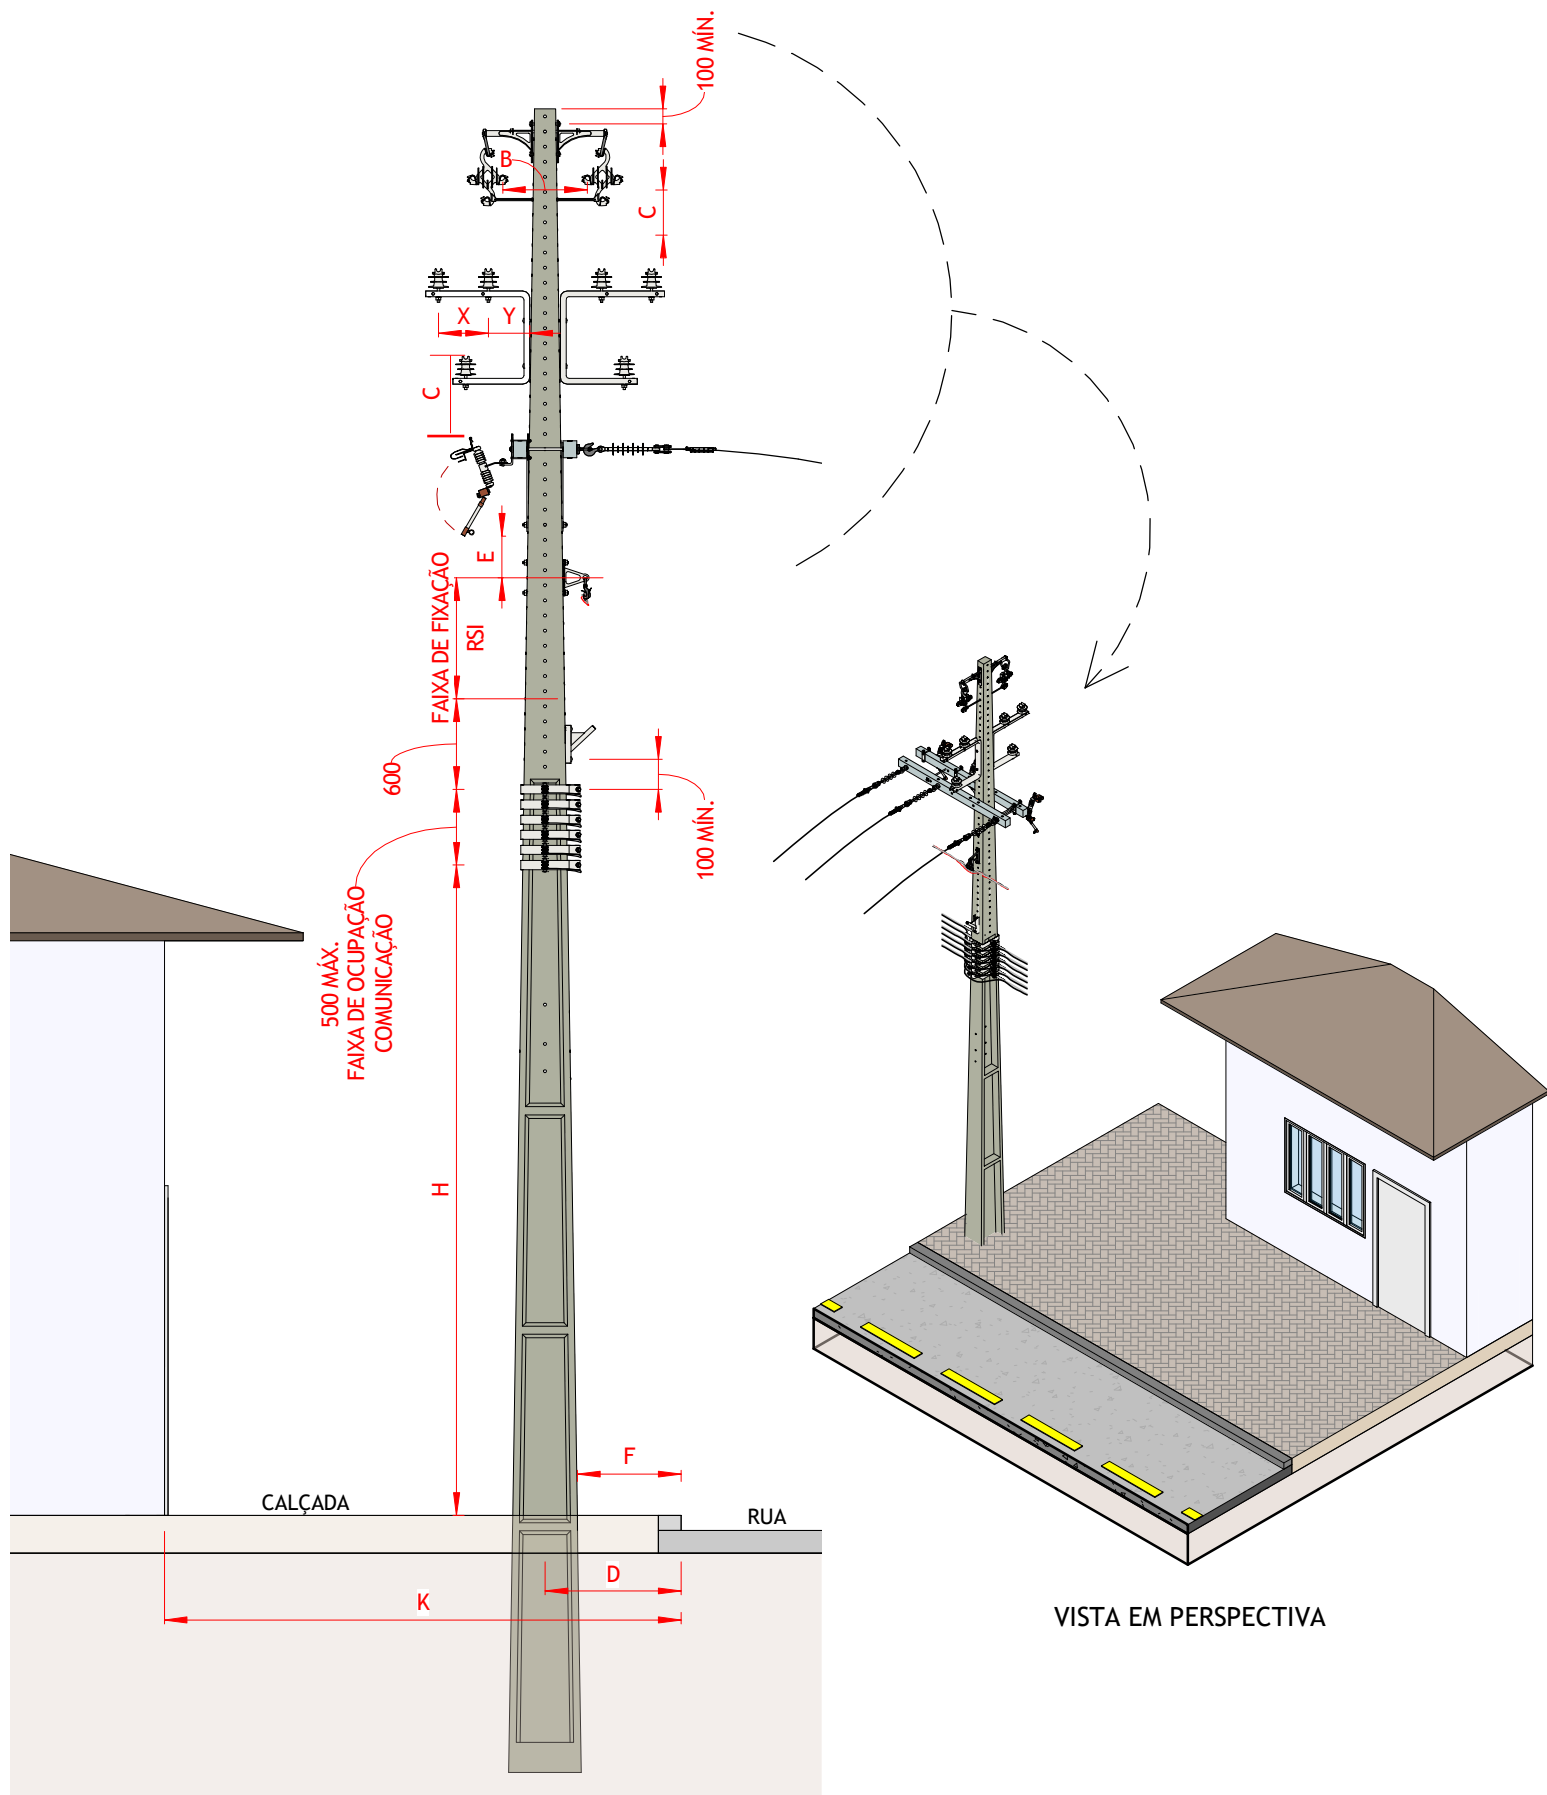 100 MÍN.
B
C
X
Y
C
E
FAIXA DE FIXAÇÃO
RSI
600
100 MÍN.
500 MÁX.
FAIXA DE OCUPAÇÃO
COMUNICAÇÃO
H
F
CALÇADA
RUA
D
K
VISTA EM PERSPECTIVA